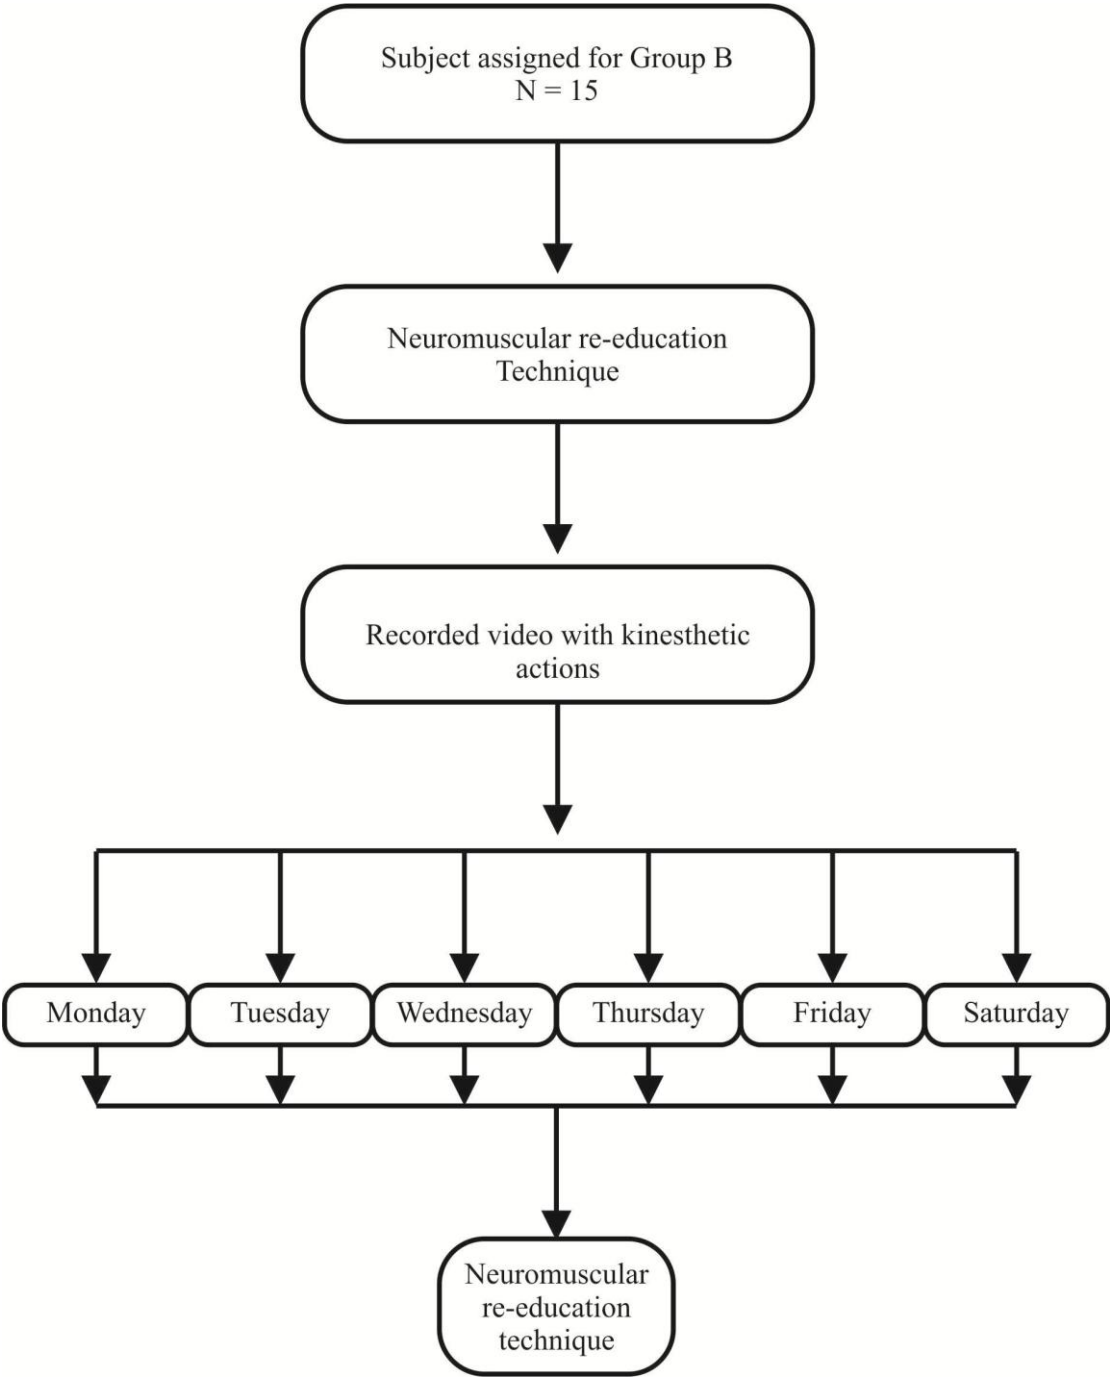 Subject assigned for Group B
N = 15
Neuromuscular re-education
Technique
Recorded video with kinesthetic
actions
Monday
Tuesday
Wednesday
Thursday
Friday
Saturday
Neuromuscular
re-education
technique